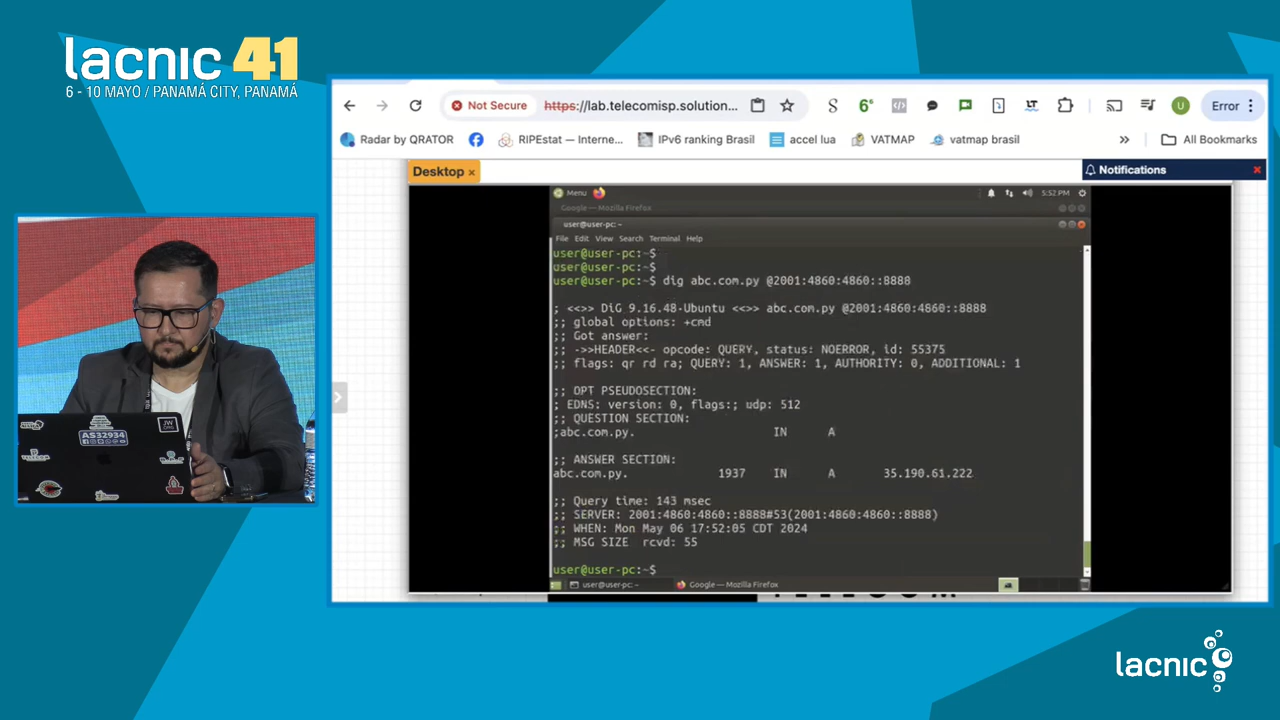 lacnic 41
6 - 10 MAYO / PANAMÁ CITY, PANAMÁ
Not Secure https://lab.telecomisp.solution... Error
Radar by QRATOR RIPEstat — Interne... IPv6 ranking Brasil accel lua VATMAP vatmap brasil » All Bookmarks
Desktop × Notifications
Menu 5:52 PM
Google — Mozilla Firefox
user@user-pc: ~
File Edit View Search Terminal Help
user@user-pc:~$
user@user-pc:~$
user@user-pc:~$ dig abc.com.py @2001:4860:4860::8888
; <<>> DiG 9.16.48-Ubuntu <<>> abc.com.py @2001:4860:4860::8888
;; global options: +cmd
;; Got answer:
;; ->>HEADER<<- opcode: QUERY, status: NOERROR, id: 55375
;; flags: qr rd ra; QUERY: 1, ANSWER: 1, AUTHORITY: 0, ADDITIONAL: 1
;; OPT PSEUDOSECTION:
; EDNS: version: 0, flags:; udp: 512
;; QUESTION SECTION:
;abc.com.py. IN A
;; ANSWER SECTION:
abc.com.py. 1937 IN A 35.190.61.222
;; Query time: 143 msec
;; SERVER: 2001:4860:4860::8888#53(2001:4860:4860::8888)
;; WHEN: Mon May 06 17:52:05 CDT 2024
;; MSG SIZE rcvd: 55
user@user-pc:~$
user@user-pc: ~ Google — Mozilla Firefox
AS32934
JW
lacnic